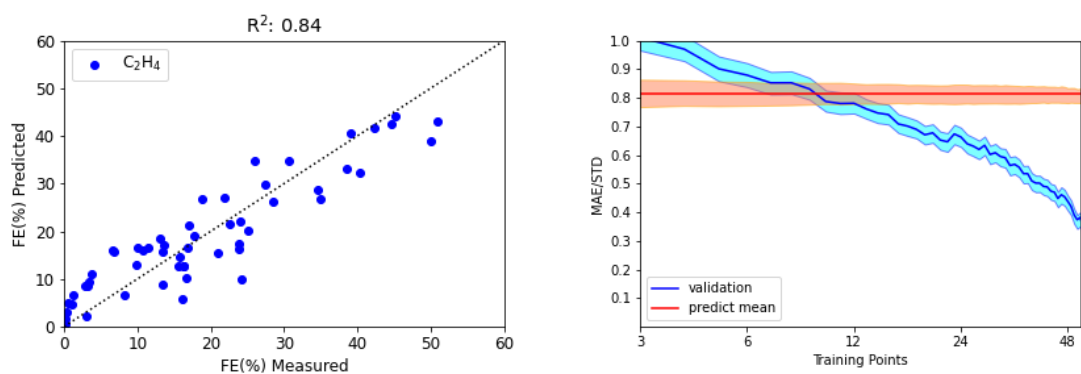 R²: 0.84
60
50
40
30
20
10
0
FE(%) Predicted
C₂H₄
0 10 20 30 40 50 60
FE(%) Measured
1.0
0.9
0.8
0.7
0.6
0.5
0.4
0.3
0.2
0.1
MAE/STD
validation
predict mean
3 6 12 24 48
Training Points